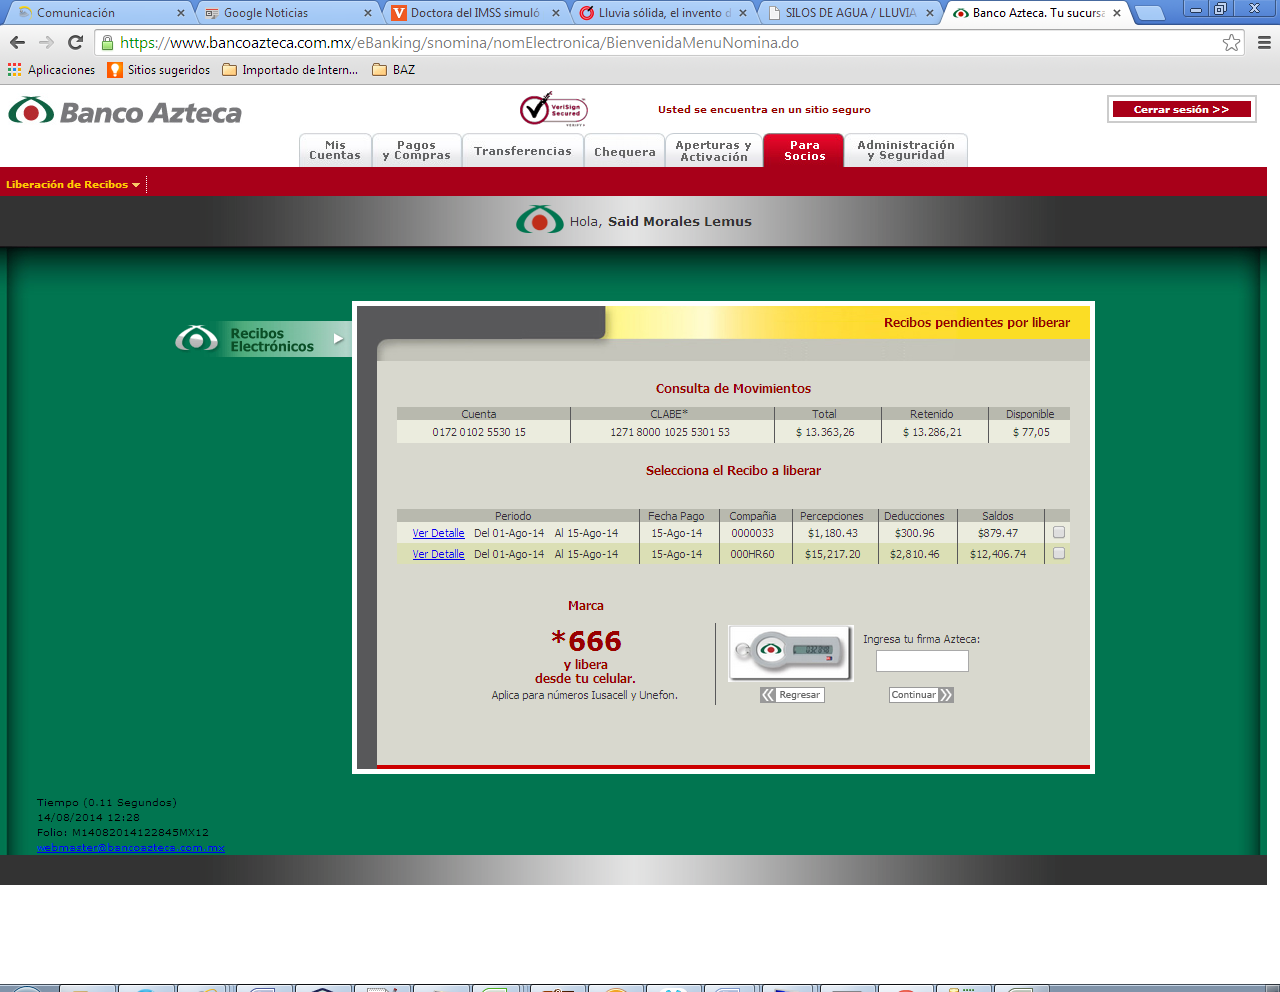 Comunicación
Google Noticias
Doctora del IMSS simuló
Lluvia sólida, el invento d
SILOS DE AGUA / LLUVIA
Banco Azteca. Tu sucursa
https://www.bancoazteca.com.mx/eBanking/snomina/nomElectronica/BienvenidaMenuNomina.do
Aplicaciones
Sitios sugeridos
Importado de Intern...
BAZ
Banco Azteca
VeriSign
Secured
Usted se encuentra en un sitio seguro
Cerrar sesión >>
Mis Cuentas
Pagos y Compras
Transferencias
Chequera
Aperturas y Activación
Para Socios
Administración y Seguridad
Liberación de Recibos
Hola, Said Morales Lemus
Recibos
Electrónicos
Recibos pendientes por liberar
Consulta de Movimientos
Cuenta CLABE* Total Retenido Disponible
0172 0102 5530 15 1271 8000 1025 5301 53 $ 13.363,26 $ 13.286,21 $ 77,05
Selecciona el Recibo a liberar
Periodo Fecha Pago Compañia Percepciones Deducciones Saldos
Ver Detalle Del 01-Ago-14 Al 15-Ago-14 15-Ago-14 0000033 $1,180.43 $300.96 $879.47
Ver Detalle Del 01-Ago-14 Al 15-Ago-14 15-Ago-14 000HR60 $15,217.20 $2,810.46 $12,406.74
Marca
*666
y libera
desde tu celular.
Aplica para números Iusacell y Unefon.
Ingresa tu firma Azteca:
Regresar
Continuar
Tiempo (0.11 Segundos)
14/08/2014 12:28
Folio: M14082014122845MX12
webmaster@bancoazteca.com.mx